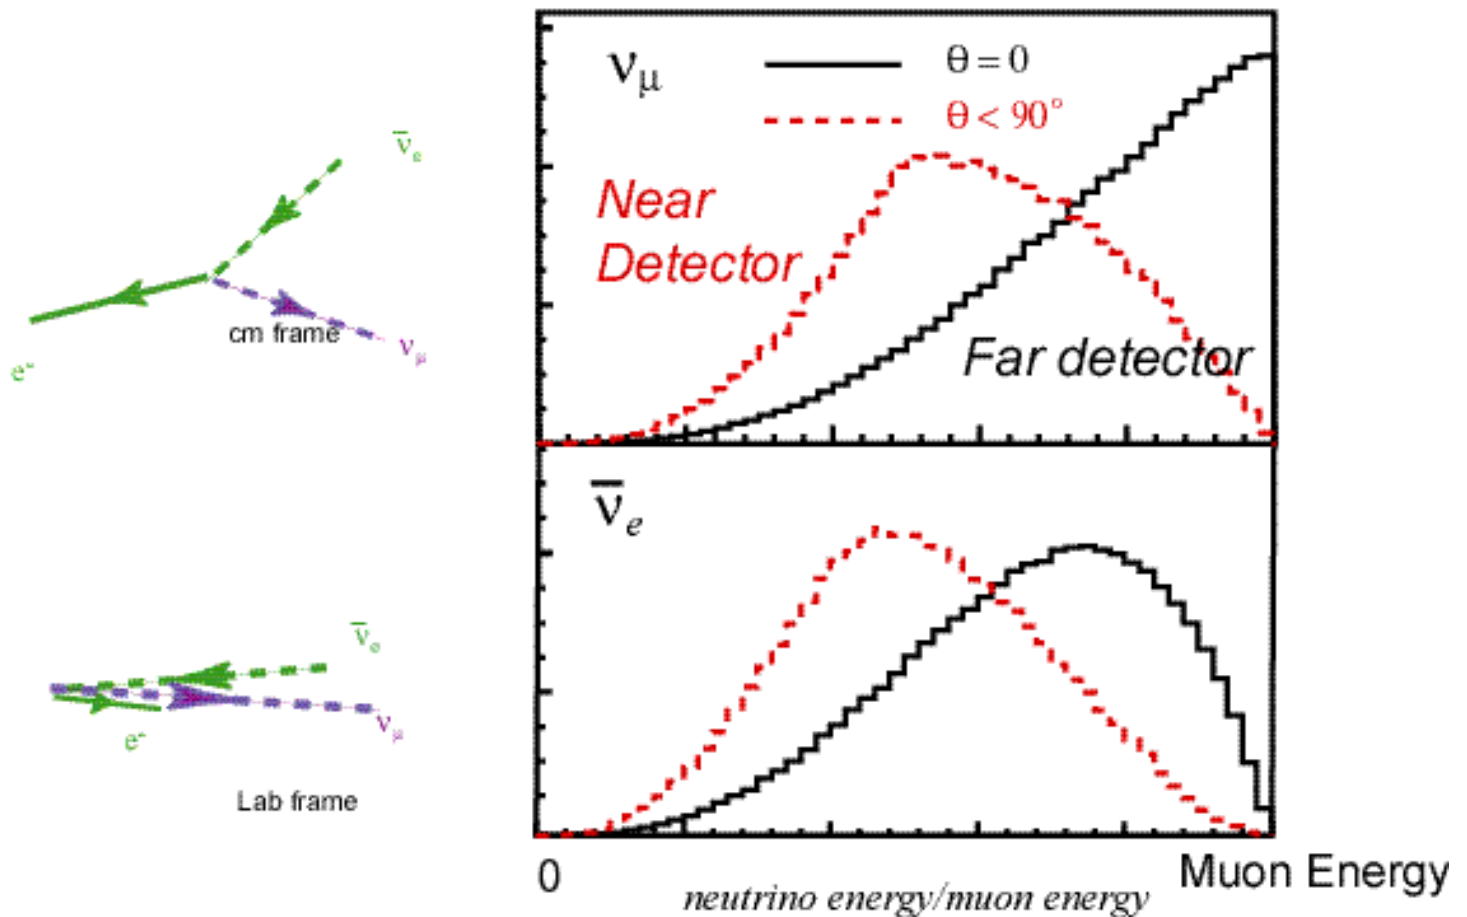 ν̄e
cm frame
νμ
e-
ν̄e
νμ
e-
Lab frame
νμ
θ = 0
θ < 90°
Near
Detector
Far detector
ν̄e
0
Muon Energy
neutrino energy/muon energy